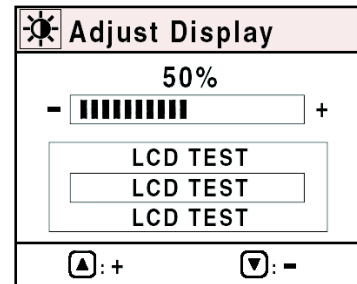 Adjust Display
50%
- +
LCD TEST
LCD TEST
LCD TEST
▲: + ▼: -